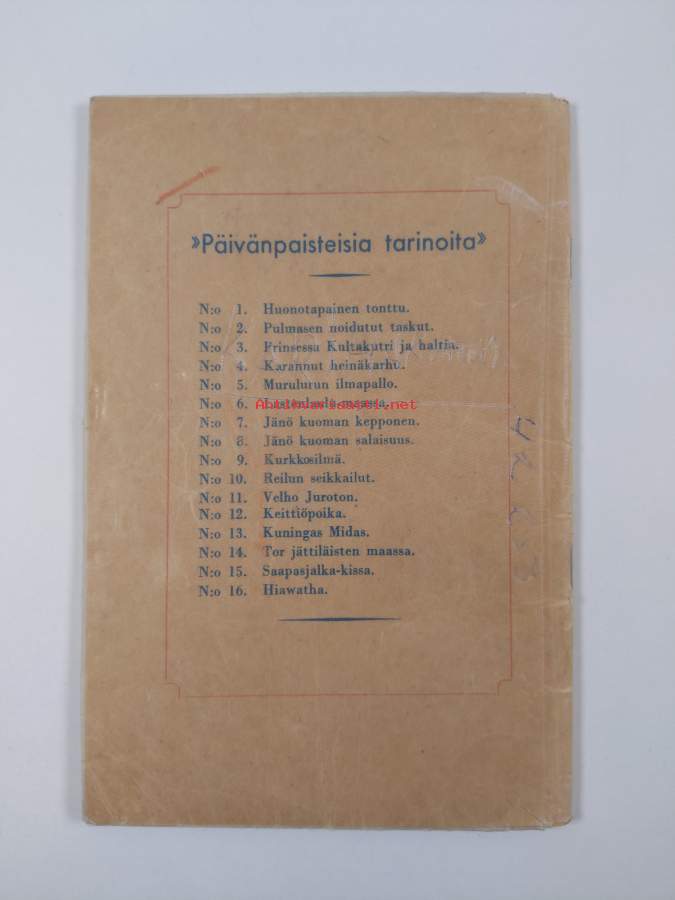 »Päivänpaisteisia tarinoita»
N:o 1. Huonotapainen tonttu.
N:o 2. Pulmasen noidutut taskut.
N:o 3. Prinsessa Kultakutri ja haltia.
N:o 4. Karannut heinäkarhu.
N:o 5. Murulurun ilmapallo.
N:o 6. Lastenlaulu-maassa.
Antikvariaatti.net
N:o 7. Jänö kuoman kepponen.
N:o 8. Jänö kuoman salaisuus.
N:o 9. Kurkkosilmä.
N:o 10. Reilun seikkailut.
N:o 11. Velho Juroton.
N:o 12. Keittiöpoika.
N:o 13. Kuningas Midas.
N:o 14. Tor jättiläisten maassa.
N:o 15. Saapasjalka-kissa.
N:o 16. Hiawatha.